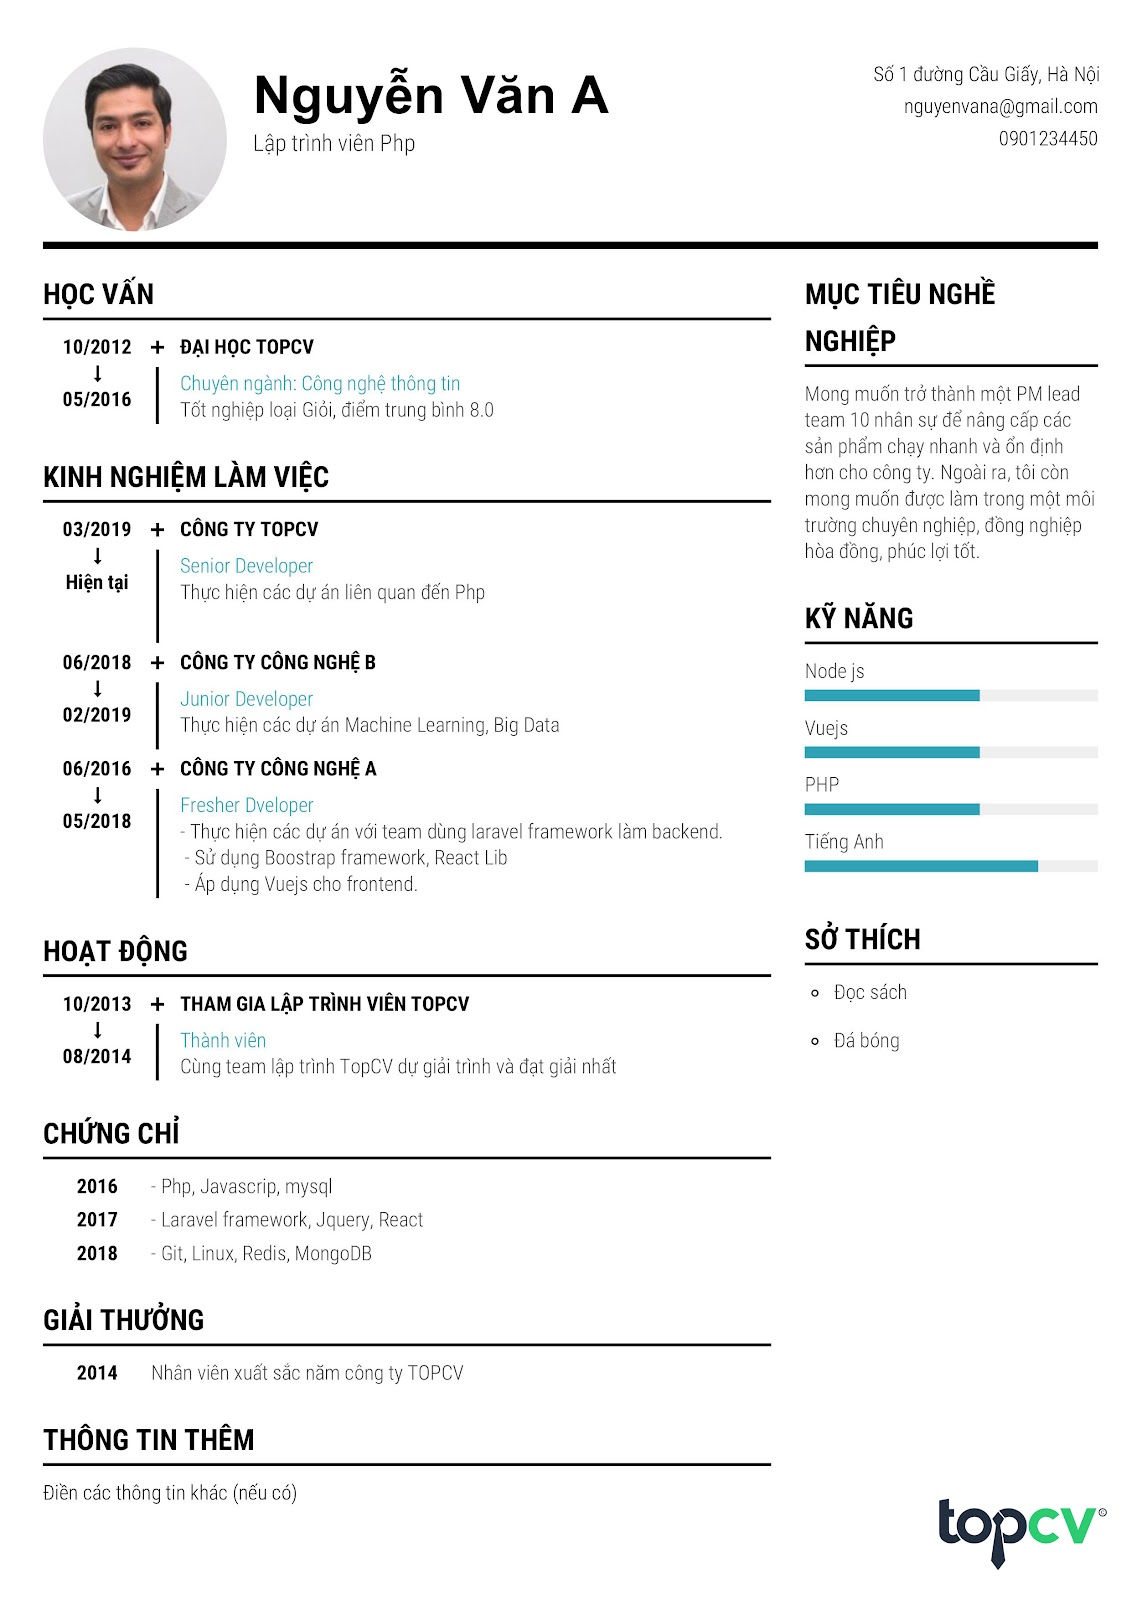 Nguyễn Văn A
Lập trình viên Php
Số 1 đường Cầu Giấy, Hà Nội
nguyenvana@gmail.com
0901234450
HỌC VẤN
10/2012 + ĐẠI HỌC TOPCV
↓
Chuyên ngành: Công nghệ thông tin
05/2016
Tốt nghiệp loại Giỏi, điểm trung bình 8.0
KINH NGHIỆM LÀM VIỆC
03/2019 + CÔNG TY TOPCV
↓
Senior Developer
Hiện tại
Thực hiện các dự án liên quan đến Php
06/2018 + CÔNG TY CÔNG NGHỆ B
↓
Junior Developer
02/2019
Thực hiện các dự án Machine Learning, Big Data
06/2016 + CÔNG TY CÔNG NGHỆ A
↓
Fresher Dveloper
05/2018
- Thực hiện các dự án với team dùng laravel framework làm backend.
- Sử dụng Boostrap framework, React Lib
- Áp dụng Vuejs cho frontend.
HOẠT ĐỘNG
10/2013 + THAM GIA LẬP TRÌNH VIÊN TOPCV
↓
Thành viên
08/2014
Cùng team lập trình TopCV dự giải trình và đạt giải nhất
CHỨNG CHỈ
2016 - Php, Javascrip, mysql
2017 - Laravel framework, Jquery, React
2018 - Git, Linux, Redis, MongoDB
GIẢI THƯỞNG
2014 Nhân viên xuất sắc năm công ty TOPCV
THÔNG TIN THÊM
Điền các thông tin khác (nếu có)
MỤC TIÊU NGHỀ
NGHIỆP
Mong muốn trở thành một PM lead
team 10 nhân sự để nâng cấp các
sản phẩm chạy nhanh và ổn định
hơn cho công ty. Ngoài ra, tôi còn
mong muốn được làm trong một môi
trường chuyên nghiệp, đồng nghiệp
hòa đồng, phúc lợi tốt.
KỸ NĂNG
Node js
Vuejs
PHP
Tiếng Anh
SỞ THÍCH
Đọc sách
Đá bóng
topcv©